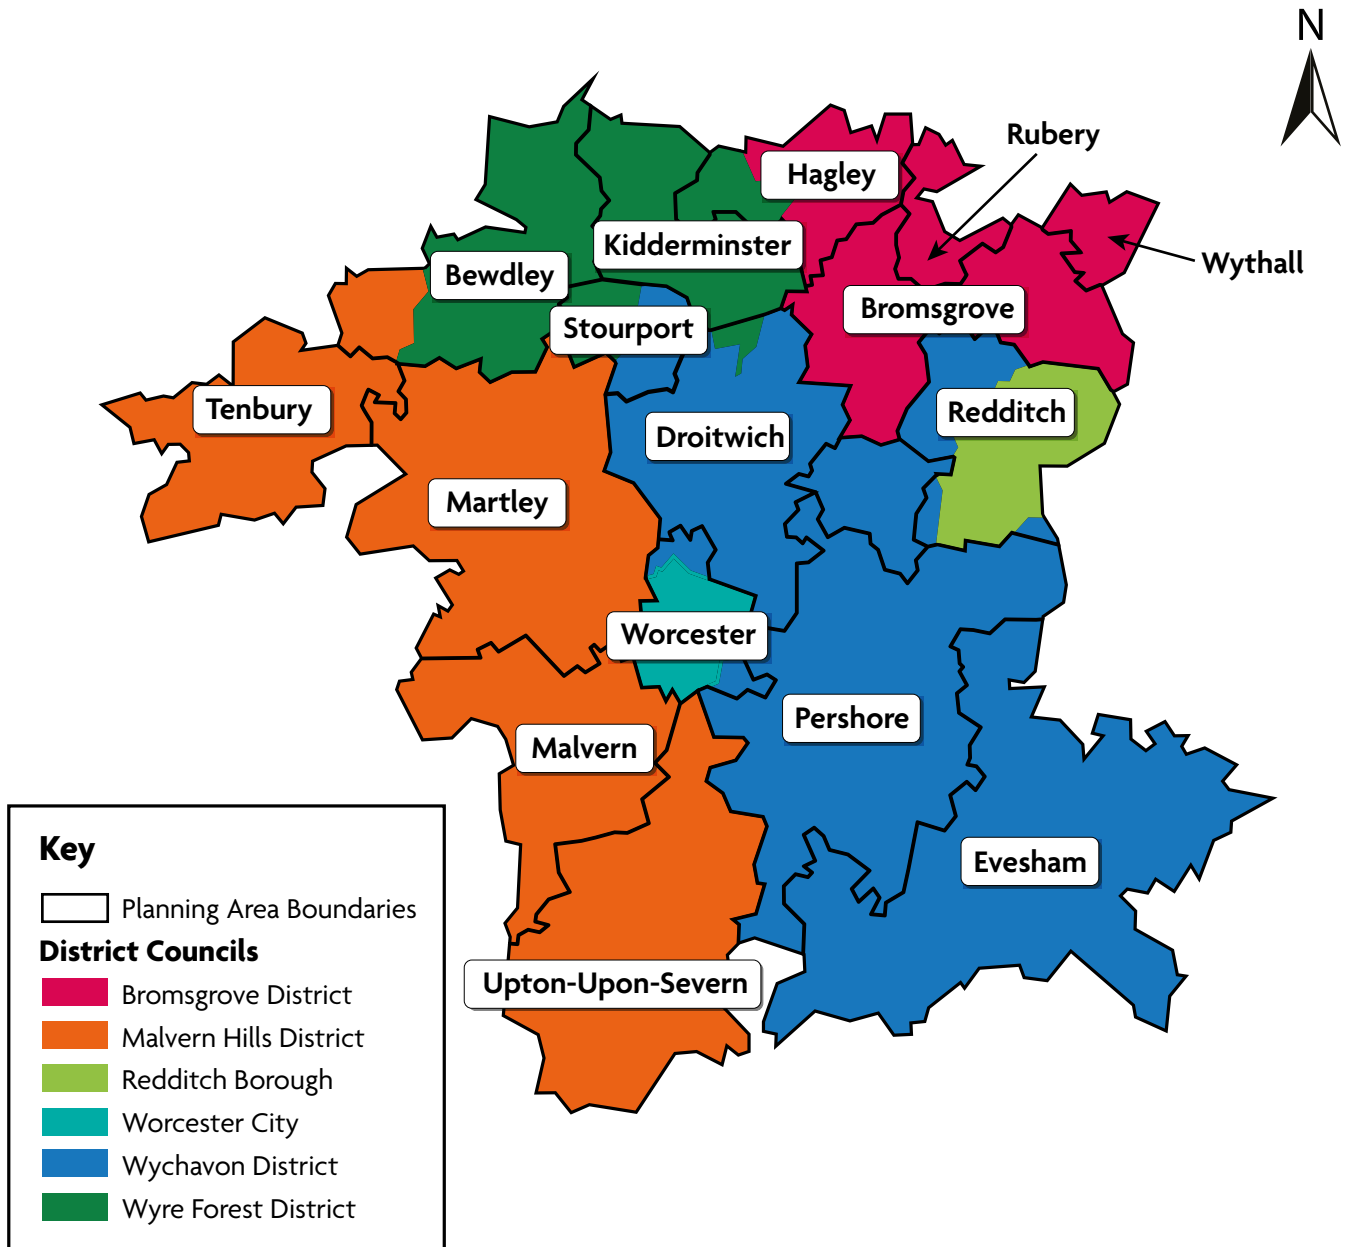 N
Rubery
Hagley
Kidderminster
Wythall
Bewdley
Bromsgrove
Stourport
Tenbury
Redditch
Droitwich
Martley
Worcester
Pershore
Malvern
Evesham
Upton-Upon-Severn
Key
Planning Area Boundaries
District Councils
Bromsgrove District
Malvern Hills District
Redditch Borough
Worcester City
Wychavon District
Wyre Forest District